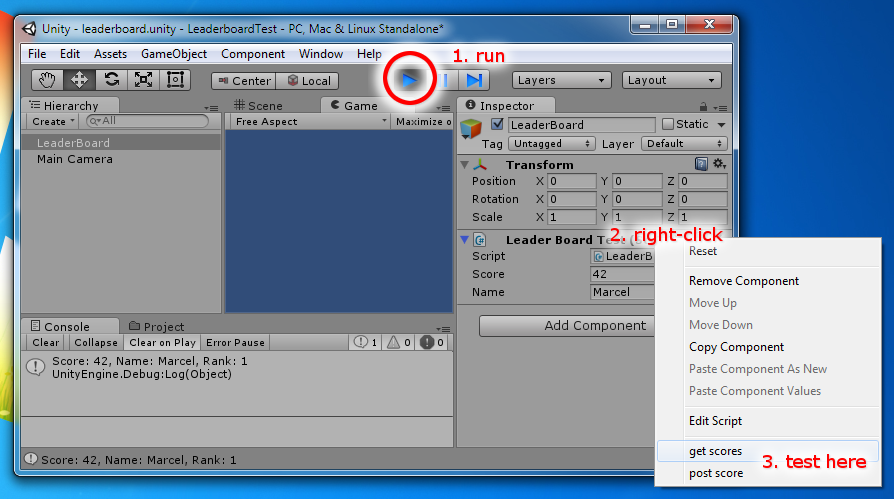 Unity - leaderboard.unity - LeaderboardTest - PC, Mac & Linux Standalone*
File Edit Assets GameObject Component Window Help
1. run
Center Local Layers Layout
Hierarchy
Create All
LeaderBoard
Main Camera
Scene Game
Free Aspect Maximize o
Inspector
LeaderBoard Static
Tag Untagged Layer Default
Transform
Position X 0 Y 0 Z 0
Rotation X 0 Y 0 Z 0
Scale X 1 Y 1 Z 1
2. right-click
Leader Board
Script LeaderB
Score 42
Name Marcel
Add Component
Reset
Remove Component
Move Up
Move Down
Copy Component
Paste Component As New
Paste Component Values
Edit Script
get scores
3. test here
post score
Console Project
Clear Collapse Clear on Play Error Pause 1 0 0
Score: 42, Name: Marcel, Rank: 1
UnityEngine.Debug:Log(Object)
Score: 42, Name: Marcel, Rank: 1